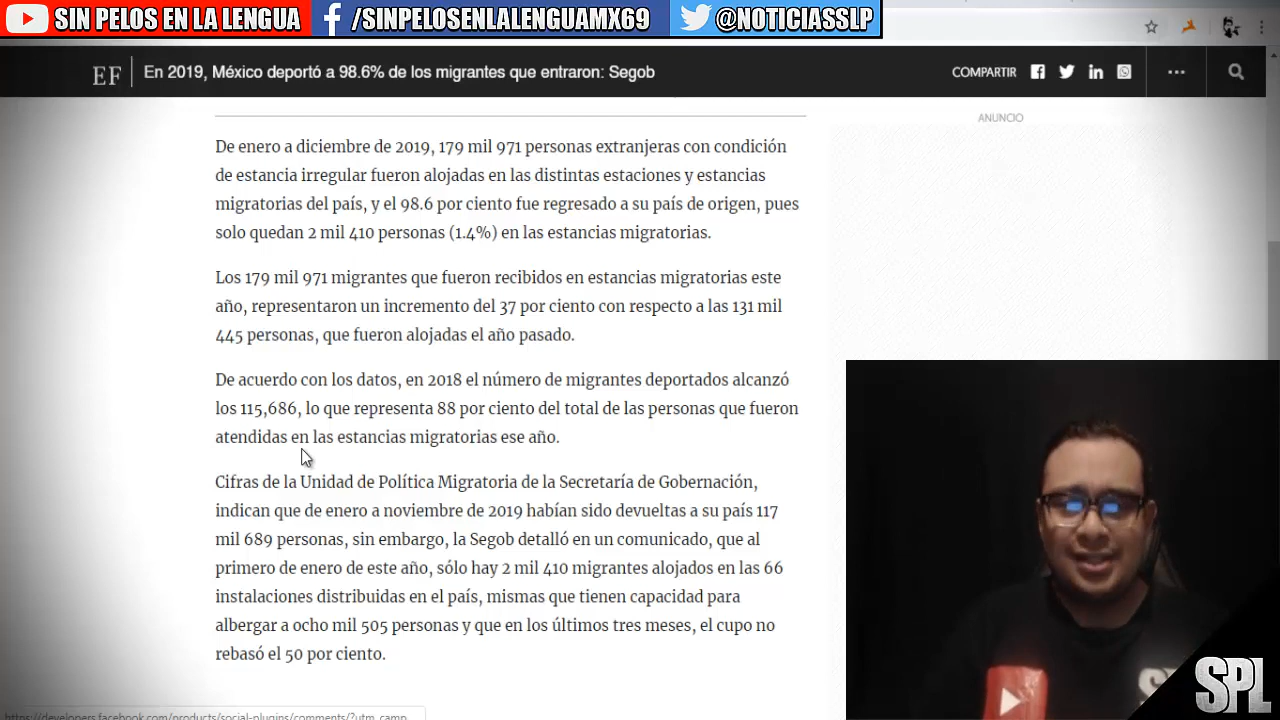 SIN PELOS EN LA LENGUA
/SINPELOSENLALENGUAMX69
@NOTICIASSLP
EF
En 2019, México deportó a 98.6% de los migrantes que entraron: Segob
COMPARTIR
ANUNCIO
De enero a diciembre de 2019, 179 mil 971 personas extranjeras con condición
de estancia irregular fueron alojadas en las distintas estaciones y estancias
migratorias del país, y el 98.6 por ciento fue regresado a su país de origen, pues
solo quedan 2 mil 410 personas (1.4%) en las estancias migratorias.
Los 179 mil 971 migrantes que fueron recibidos en estancias migratorias este
año, representaron un incremento del 37 por ciento con respecto a las 131 mil
445 personas, que fueron alojadas el año pasado.
De acuerdo con los datos, en 2018 el número de migrantes deportados alcanzó
los 115,686, lo que representa 88 por ciento del total de las personas que fueron
atendidas en las estancias migratorias ese año.
Cifras de la Unidad de Política Migratoria de la Secretaría de Gobernación,
indican que de enero a noviembre de 2019 habían sido devueltas a su país 117
mil 689 personas, sin embargo, la Segob detalló en un comunicado, que al
primero de enero de este año, sólo hay 2 mil 410 migrantes alojados en las 66
instalaciones distribuidas en el país, mismas que tienen capacidad para
albergar a ocho mil 505 personas y que en los últimos tres meses, el cupo no
rebasó el 50 por ciento.
SPL
https://developers.facebook.com/products/social-plugins/comments/?utm_camp